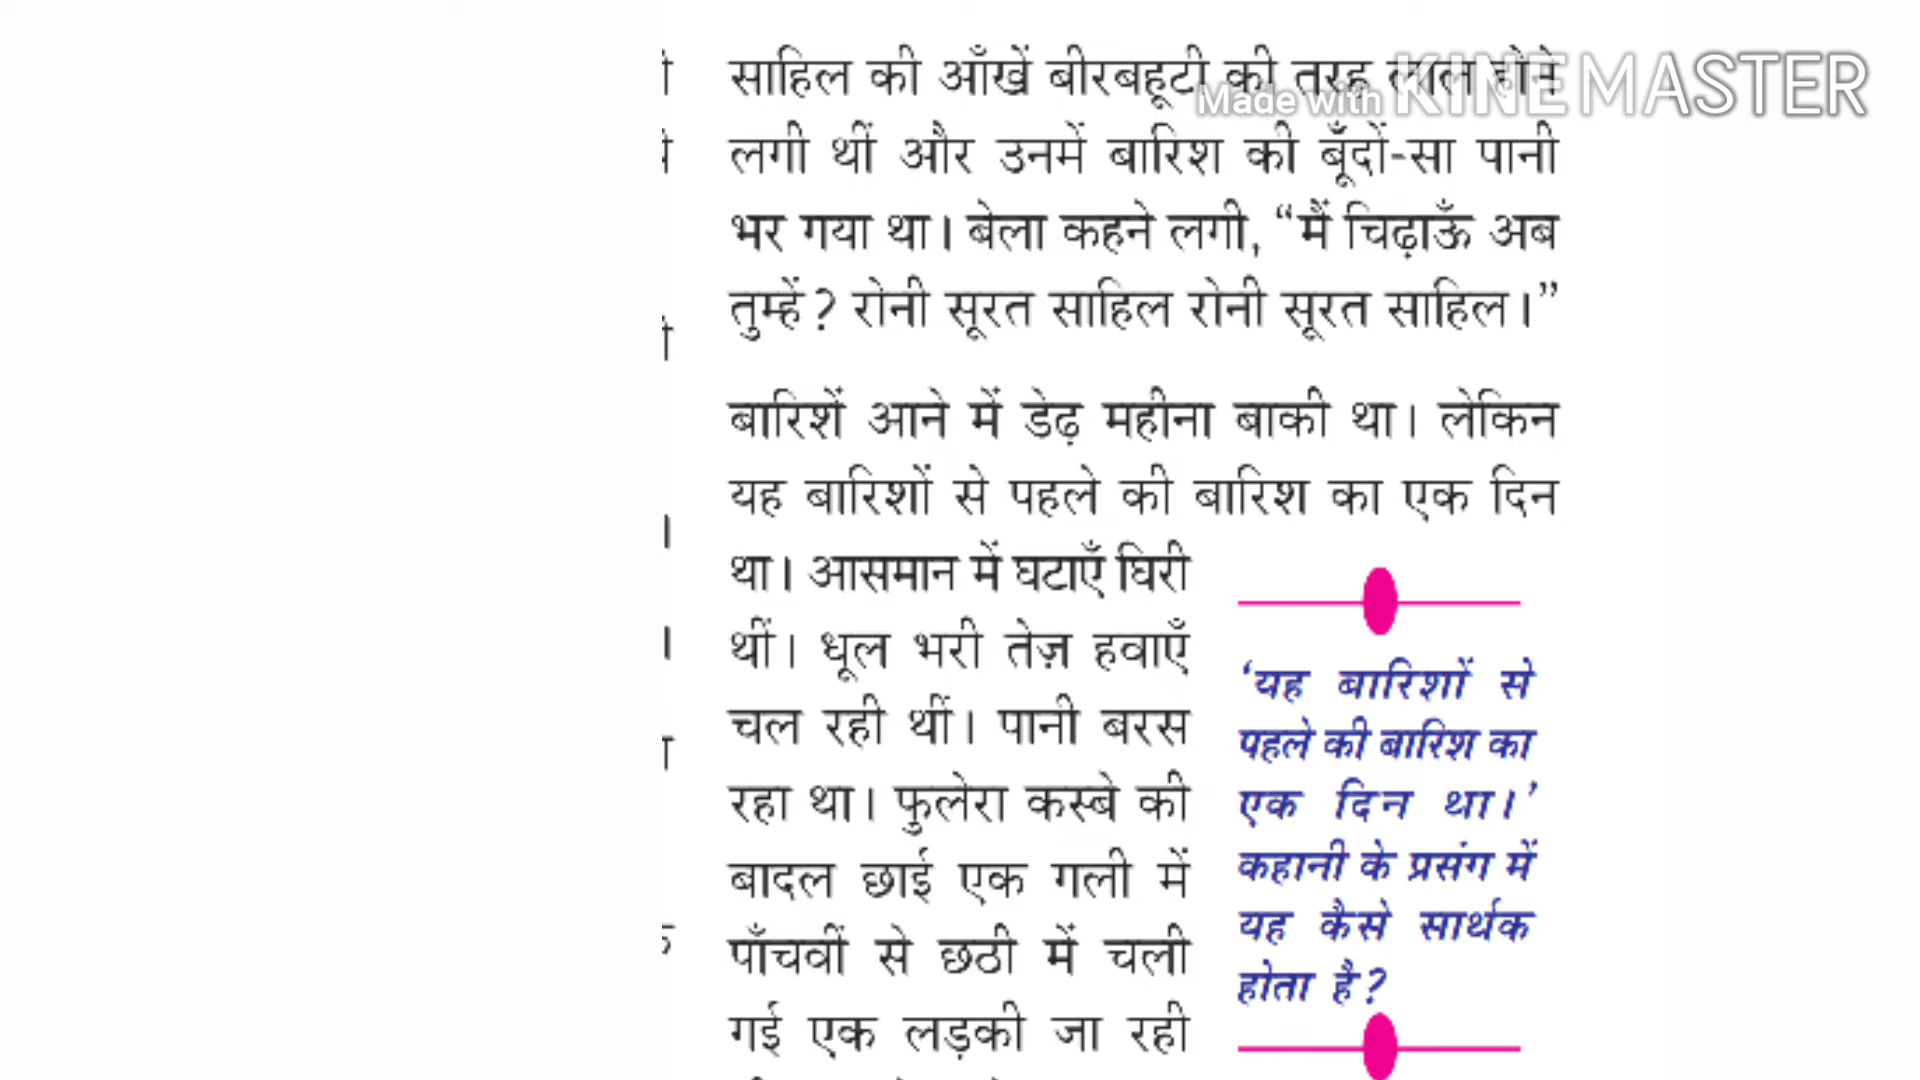 साहिल की आँखें बीरबहूटी की तरह लाल होने
Made with KINEMASTER
लगी थीं और उनमें बारिश की बूँदों-सा पानी
भर गया था। बेला कहने लगी, “मैं चिढ़ाऊँ अब
तुम्हें? रोनी सूरत साहिल रोनी सूरत साहिल।”
बारिशें आने में डेढ़ महीना बाकी था। लेकिन
यह बारिशों से पहले की बारिश का एक दिन
था। आसमान में घटाएँ घिरी
थीं। धूल भरी तेज़ हवाएँ
चल रही थीं। पानी बरस
रहा था। फुलेरा कस्बे की
बादल छाई एक गली में
पाँचवीं से छठी में चली
गई एक लड़की जा रही
‘यह बारिशों से
पहले की बारिश का
एक दिन था।’
कहानी के प्रसंग में
यह कैसे सार्थक
होता है?